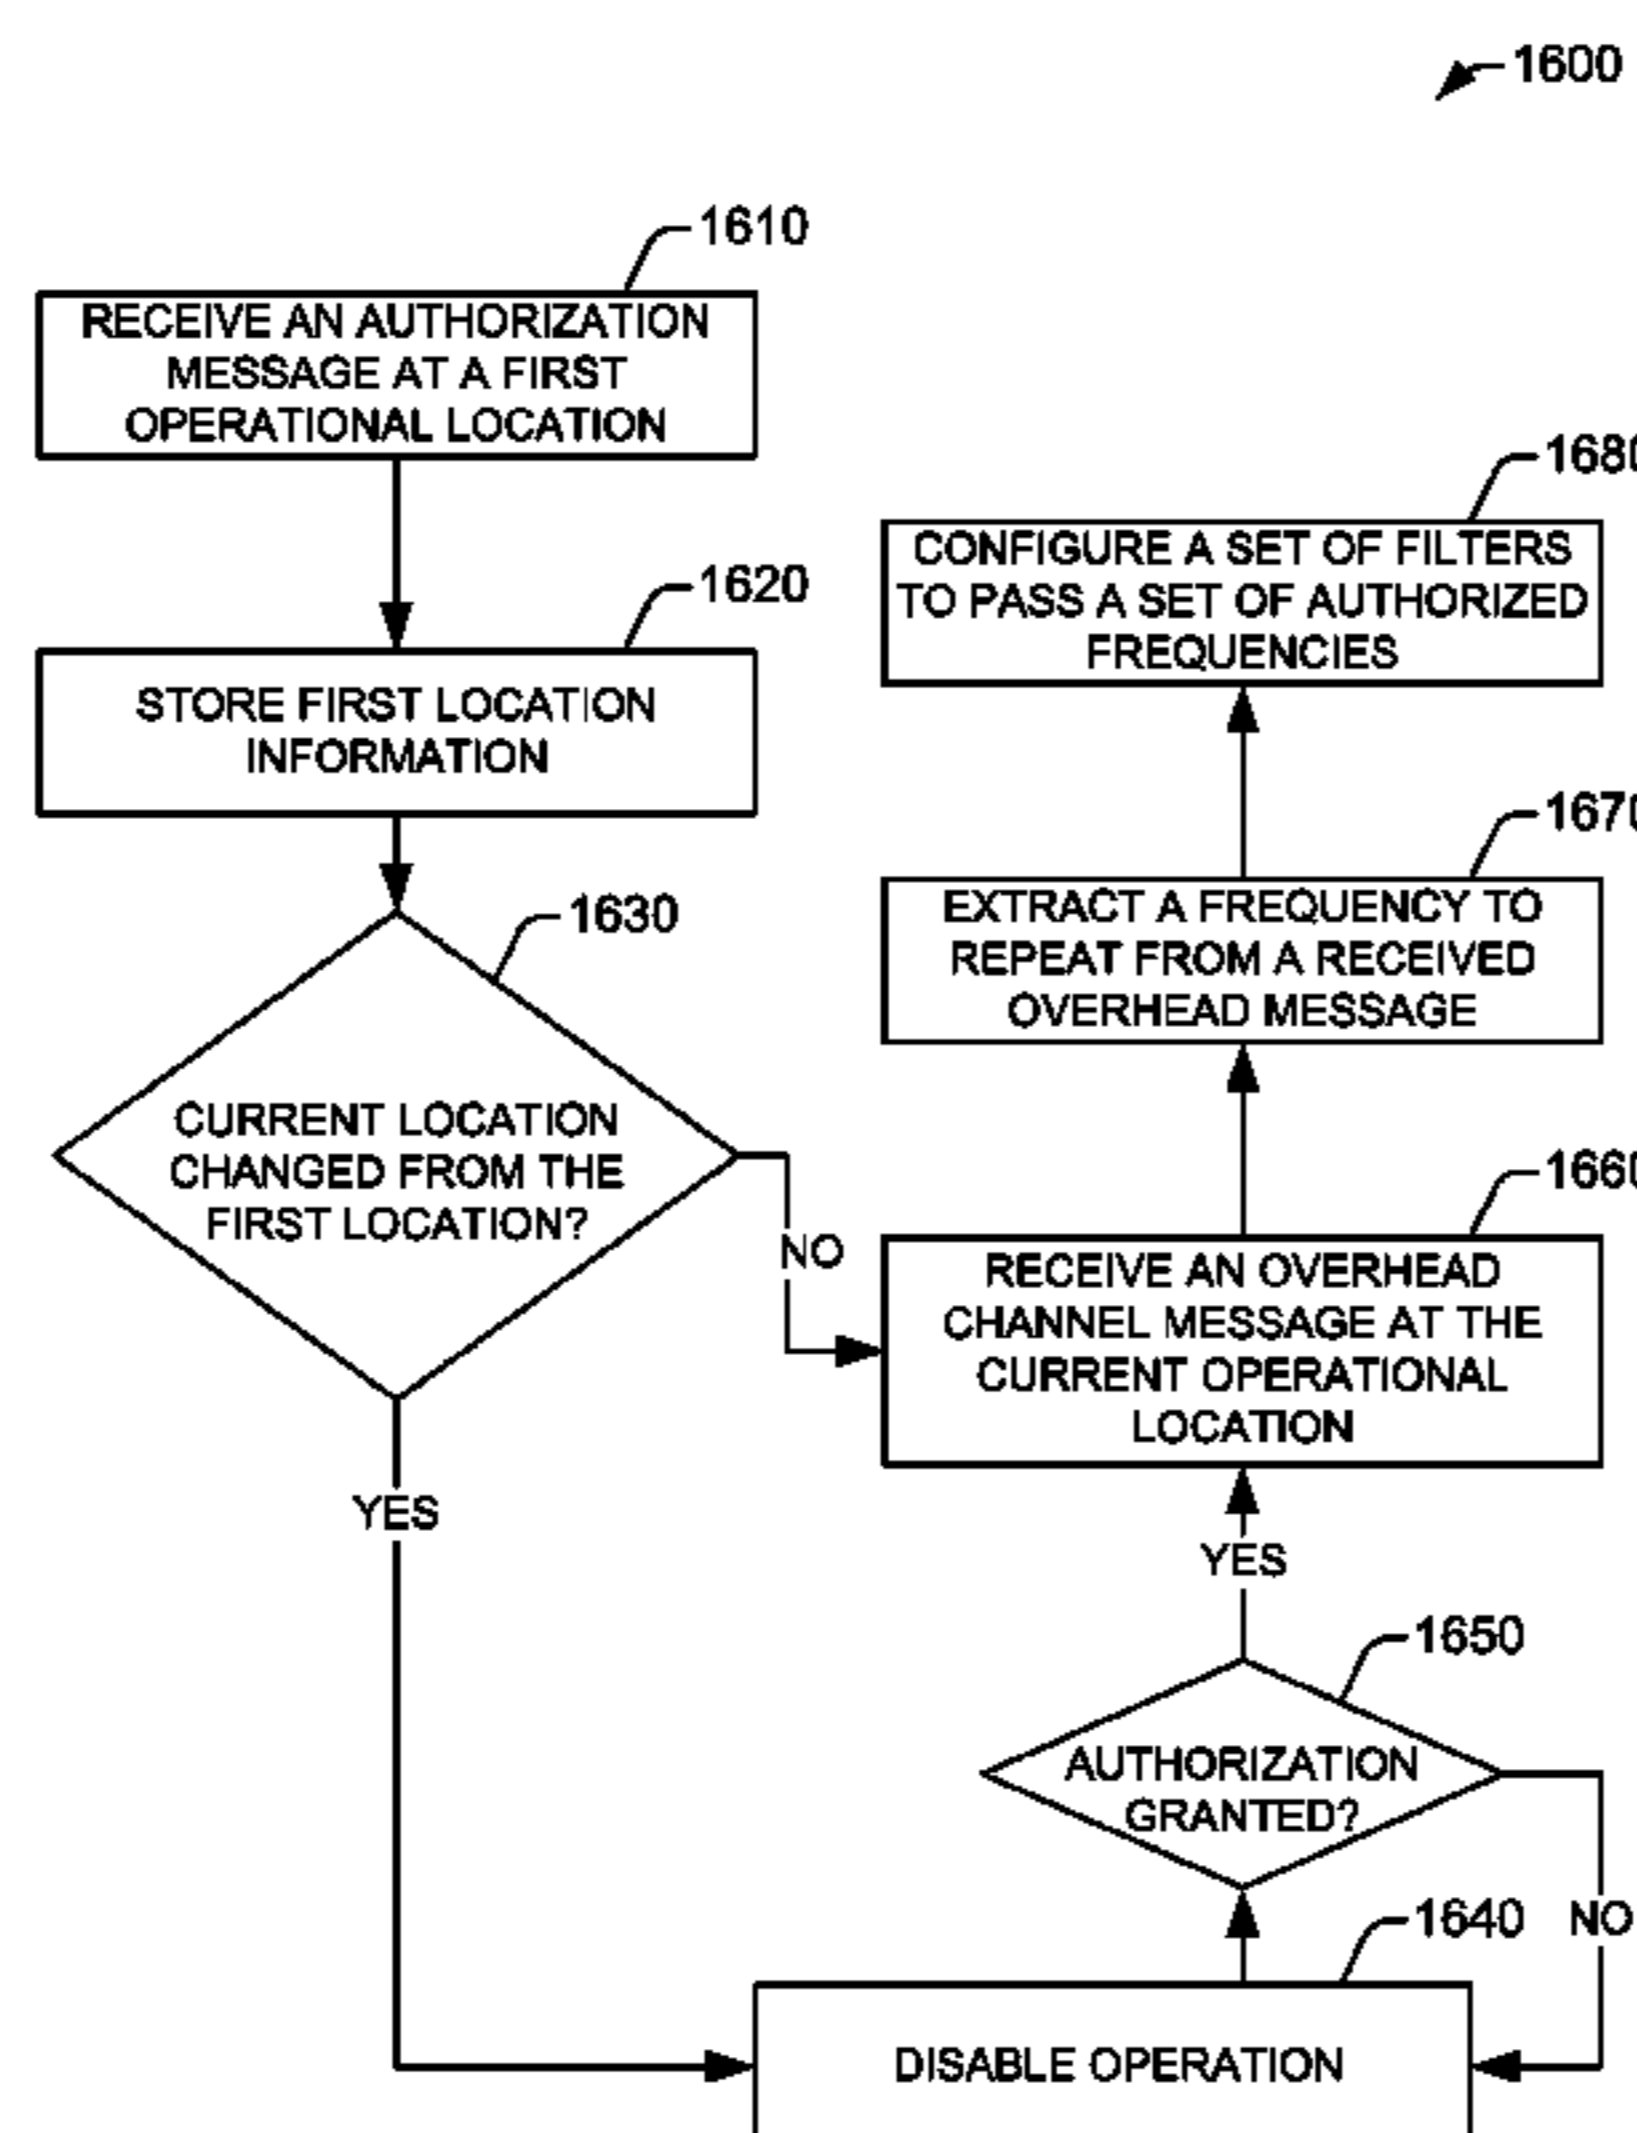 1600
1610
RECEIVE AN AUTHORIZATION
MESSAGE AT A FIRST
OPERATIONAL LOCATION
1620
STORE FIRST LOCATION
INFORMATION
1630
CURRENT LOCATION
CHANGED FROM THE
FIRST LOCATION?
NO
YES
1680
CONFIGURE A SET OF FILTERS
TO PASS A SET OF AUTHORIZED
FREQUENCIES
1670
EXTRACT A FREQUENCY TO
REPEAT FROM A RECEIVED
OVERHEAD MESSAGE
1660
RECEIVE AN OVERHEAD
CHANNEL MESSAGE AT THE
CURRENT OPERATIONAL
LOCATION
YES
1650
AUTHORIZATION
GRANTED?
1640
NO
DISABLE OPERATION